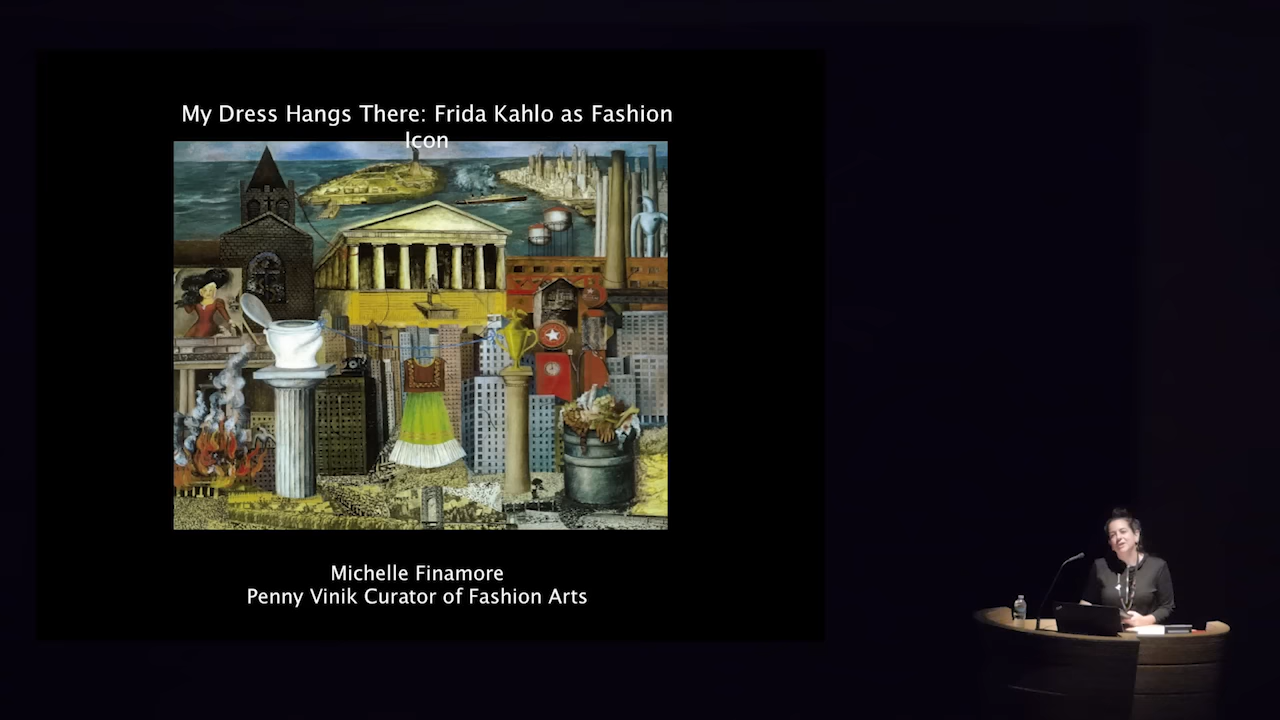 My Dress Hangs There: Frida Kahlo as Fashion
Icon
Michelle Finamore
Penny Vinik Curator of Fashion Arts